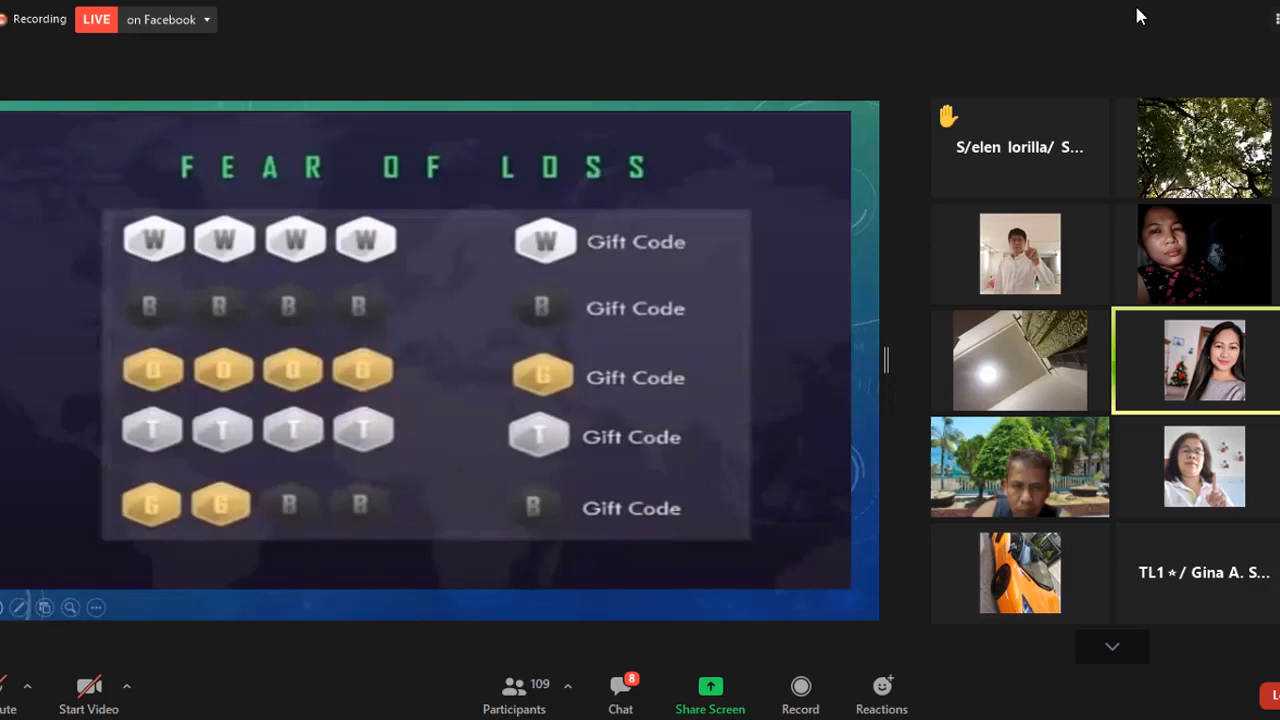 Recording
LIVE on Facebook
FEAR OF LOSS
W W W W W Gift Code
B B B B B Gift Code
G G G G G Gift Code
T T T T T Gift Code
G G B B B Gift Code
S/elen lorilla/ S...
TL1⭐/ Gina A. S...
ute
Start Video
109
Participants
8
Chat
Share Screen
Record
Reactions
L